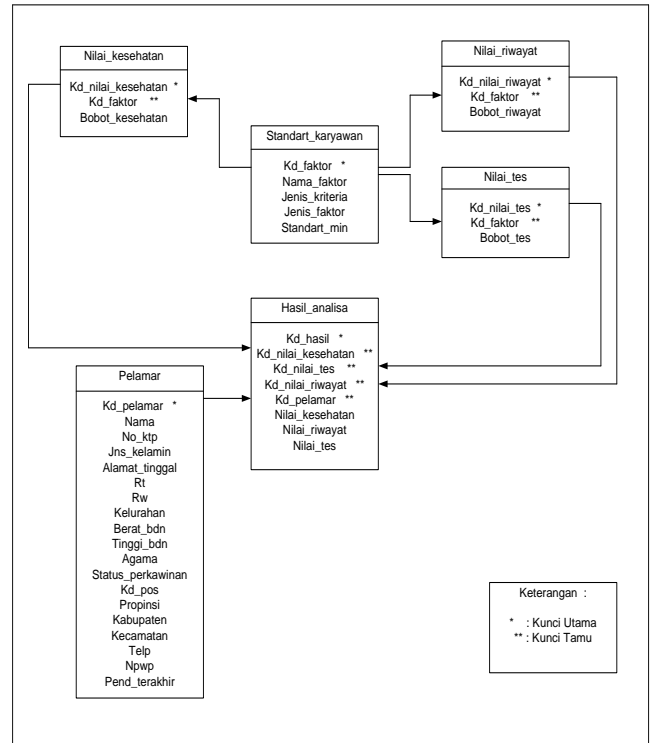 Nilai_kesehatan
Kd_nilai_kesehatan *
Kd_faktor **
Bobot_kesehatan
Nilai_riwayat
Kd_nilai_riwayat *
Kd_faktor **
Bobot_riwayat
Standart_karyawan
Kd_faktor *
Nama_faktor
Jenis_kriteria
Jenis_faktor
Standart_min
Nilai_tes
Kd_nilai_tes *
Kd_faktor **
Bobot_tes
Hasil_analisa
Kd_hasil *
Kd_nilai_kesehatan **
Kd_nilai_tes **
Kd_nilai_riwayat **
Kd_pelamar **
Nilai_kesehatan
Nilai_riwayat
Nilai_tes
Pelamar
Kd_pelamar *
Nama
No_ktp
Jns_kelamin
Alamat_tinggal
Rt
Rw
Kelurahan
Berat_bdn
Tinggi_bdn
Agama
Status_perkawinan
Kd_pos
Propinsi
Kabupaten
Kecamatan
Telp
Npwp
Pend_terakhir
Keterangan :
* : Kunci Utama
** : Kunci Tamu